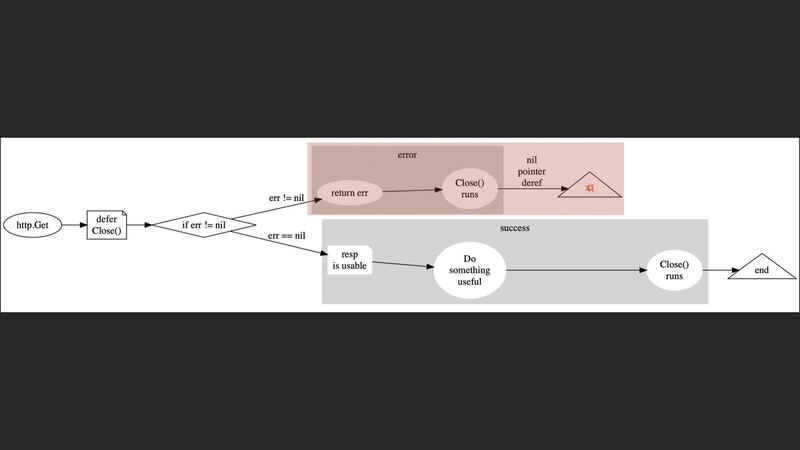 http.Get
defer
Close()
if err != nil
err != nil
err == nil
error
return err
Close()
runs
nil
pointer
deref
💥
success
resp
is usable
Do
something
useful
Close()
runs
end